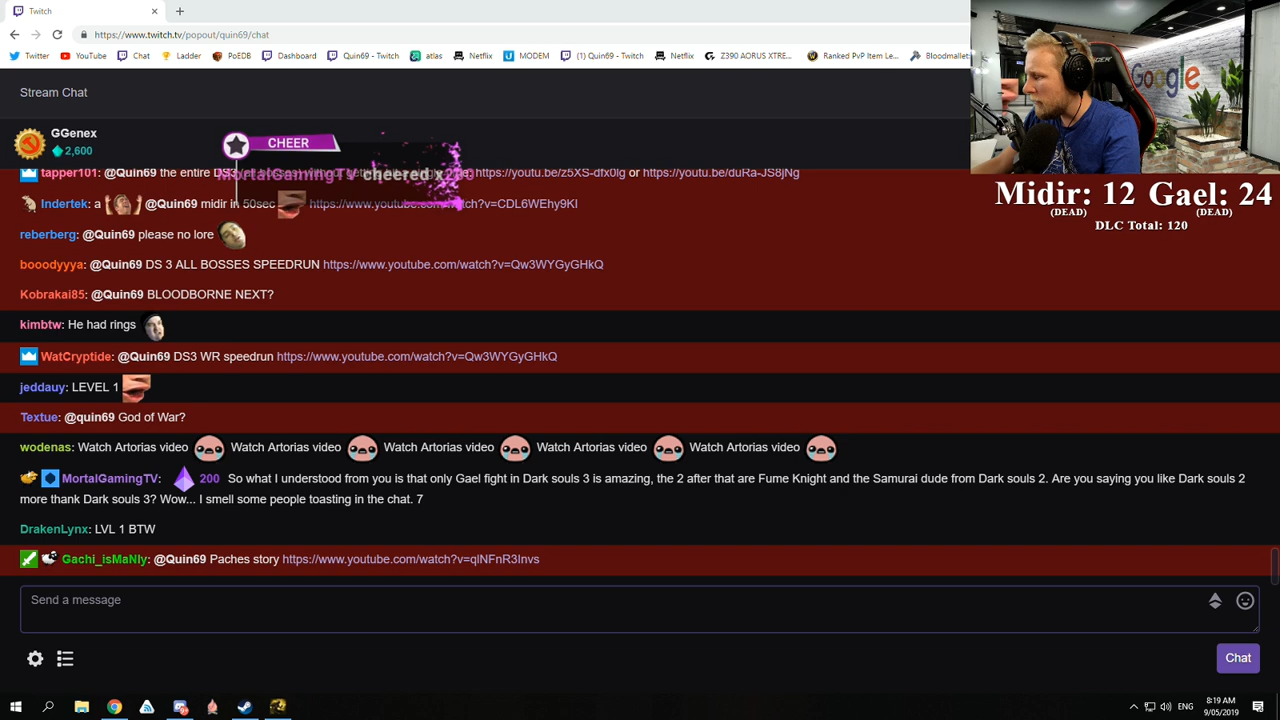 Twitch
https://www.twitch.tv/popout/quin69/chat
Twitter YouTube Chat Ladder PoEDB Dashboard Quin69 - Twitch atlas Netflix MODEM (1) Quin69 - Twitch Netflix Z390 AORUS XTRE... Ranked PvP Item Le... Bloodmallet
Google
Stream Chat
GGenex
2,600
CHEER
MortalGamingTV cheered
tapper101: @Quin69 the entire https://youtu.be/z5XS-dfx0lg or https://youtu.be/duRa-JS8jNg
Midir: 12 Gael: 24
(DEAD) (DEAD)
DLC Total: 120
Indertek: a @Quin69 midir in 50sec https://www.youtube.com/watch?v=CDL6WEhy9KI
reberberg: @Quin69 please no lore
booodyyya: @Quin69 DS 3 ALL BOSSES SPEEDRUN https://www.youtube.com/watch?v=Qw3WYGyGHkQ
Kobrakai85: @Quin69 BLOODBORNE NEXT?
kimbtw: He had rings
WatCryptide: @Quin69 DS3 WR speedrun https://www.youtube.com/watch?v=Qw3WYGyGHkQ
jeddauy: LEVEL 1
Textue: @quin69 God of War?
wodenas: Watch Artorias video Watch Artorias video Watch Artorias video Watch Artorias video Watch Artorias video
MortalGamingTV: 200 So what I understood from you is that only Gael fight in Dark souls 3 is amazing, the 2 after that are Fume Knight and the Samurai dude from Dark souls 2. Are you saying you like Dark souls 2
more thank Dark souls 3? Wow... I smell some people toasting in the chat. 7
DrakenLynx: LVL 1 BTW
Gachi_isMaNly: @Quin69 Paches story https://www.youtube.com/watch?v=qlNFnR3Invs
Send a message
Chat
ENG
8:19 AM
9/05/2019